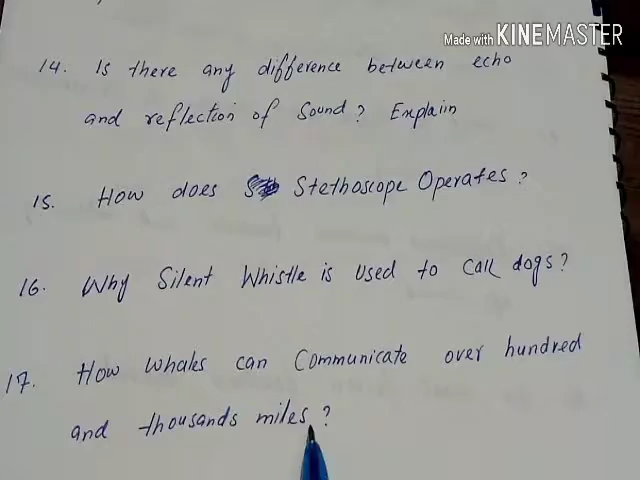 Made with KINEMASTER
14. Is there any difference between echo
and reflection of Sound? Explain
15. How does Stethoscope Operates?
16. Why Silent Whistle is used to call dogs?
17. How whales can Communicate over hundred
and thousands miles?